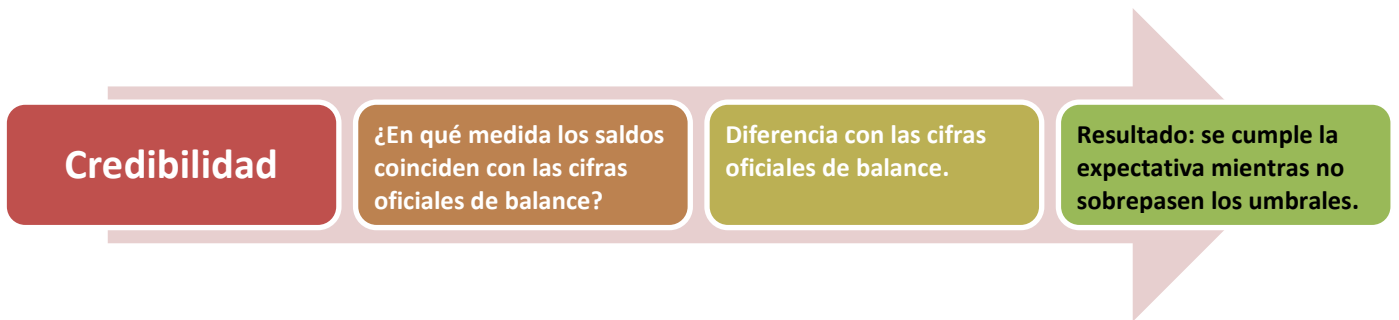 Credibilidad
¿En qué medida los saldos
coinciden con las cifras
oficiales de balance?
Diferencia con las cifras
oficiales de balance.
Resultado: se cumple la
expectativa mientras no
sobrepasen los umbrales.